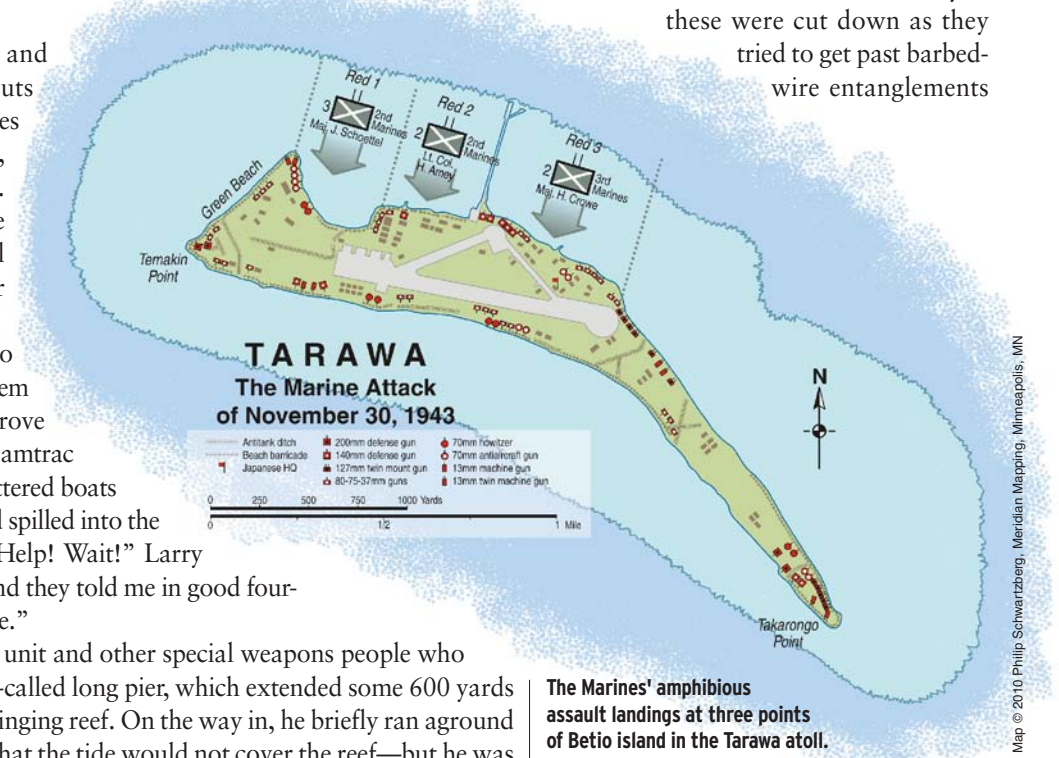 these were cut down as they
tried to get past barbed-
wire entanglements
and
uts
es
,
.
e
l
r
o
em
rove
amtrac
ttered boats
l spilled into the
Help! Wait!” Larry
nd they told me in good four-
e.”
unit and other special weapons people who
-called long pier, which extended some 600 yards
inging reef. On the way in, he briefly ran aground
hat the tide would not cover the reef—but he was
Red 1
3
2nd
Marines
Maj. J. Schoettel
Red 2
2
2nd
Marines
Lt. Col.
H. Amey
Red 3
2
3rd
Marines
Maj. H. Crowe
Green Beach
Temakin
Point
TARAWA
The Marine Attack
of November 30, 1943
Antitank ditch
Beach barricade
Japanese HQ
200mm defense gun
140mm defense gun
127mm twin mount gun
80-75-37mm guns
70mm howitzer
70mm antiaircraft gun
13mm machine gun
13mm twin machine gun
0 250 500 750 1000 Yards
0 1/2 1 Mile
N
Takarongo
Point
The Marines' amphibious
assault landings at three points
of Betio island in the Tarawa atoll.
Map © 2010 Philip Schwartzberg, Meridian Mapping, Minneapolis, MN